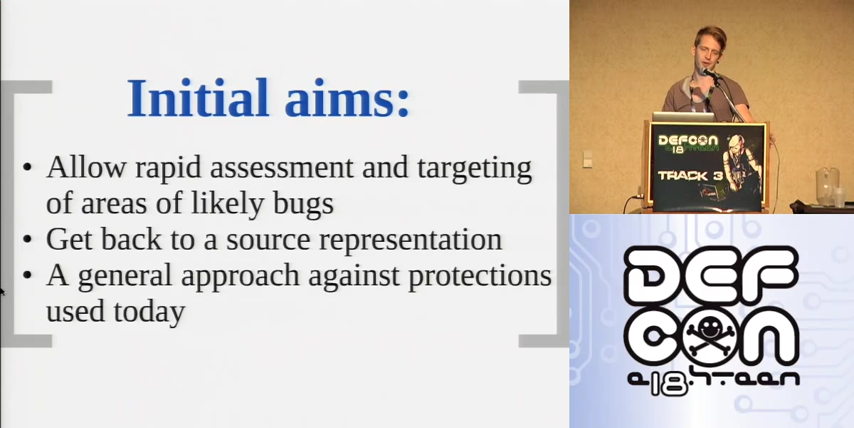 Initial aims:
• Allow rapid assessment and targeting
of areas of likely bugs
• Get back to a source representation
• A general approach against protections
used today
DEFCON
18
TRACK 3
DEF
CON
e18hteen